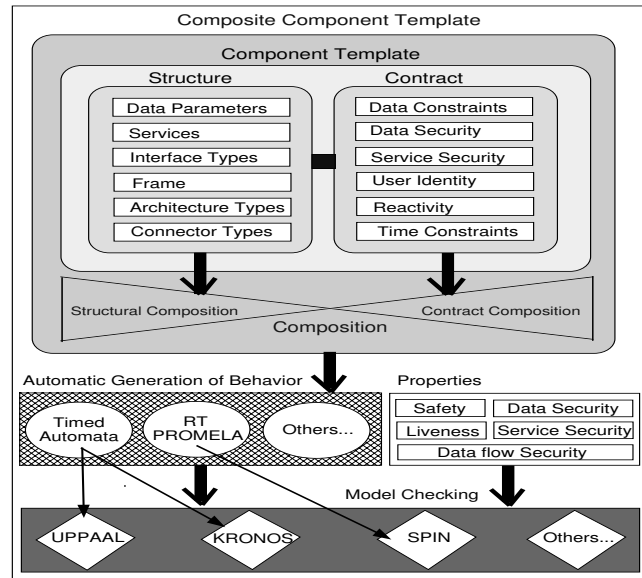 Composite Component Template
Component Template
Structure
Data Parameters
Services
Interface Types
Frame
Architecture Types
Connector Types
Contract
Data Constraints
Data Security
Service Security
User Identity
Reactivity
Time Constraints
Structural Composition
Contract Composition
Composition
Automatic Generation of Behavior
Timed
Automata
RT
PROMELA
Others...
Properties
Safety
Data Security
Liveness
Service Security
Data flow Security
Model Checking
UPPAAL
KRONOS
SPIN
Others...